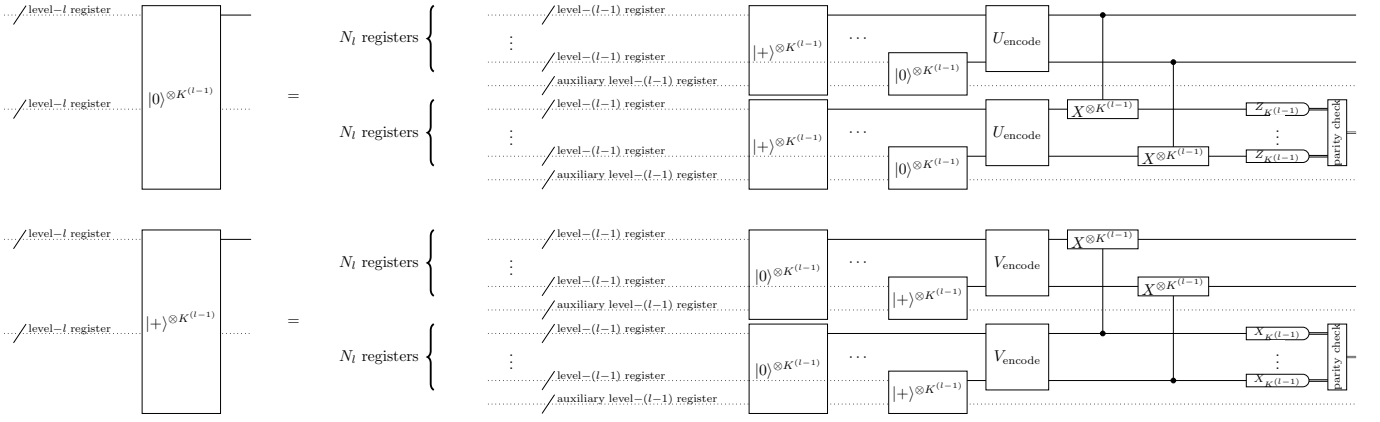 level−l register
|0⟩^{⊗K^{(l−1)}}
level−l register
=
N_l registers
⋮
level−(l−1) register
level−(l−1) register
auxiliary level−(l−1) register
|+⟩^{⊗K^{(l−1)}}
⋯
|0⟩^{⊗K^{(l−1)}}
U_encode
N_l registers
⋮
level−(l−1) register
level−(l−1) register
auxiliary level−(l−1) register
|+⟩^{⊗K^{(l−1)}}
⋯
|0⟩^{⊗K^{(l−1)}}
U_encode
X^{⊗K^{(l−1)}}
X^{⊗K^{(l−1)}}
Z_{K^{(l−1)}}
⋮
Z_{K^{(l−1)}}
parity check
level−l register
|+⟩^{⊗K^{(l−1)}}
level−l register
=
N_l registers
⋮
level−(l−1) register
level−(l−1) register
auxiliary level−(l−1) register
|0⟩^{⊗K^{(l−1)}}
⋯
|+⟩^{⊗K^{(l−1)}}
V_encode
X^{⊗K^{(l−1)}}
X^{⊗K^{(l−1)}}
N_l registers
⋮
level−(l−1) register
level−(l−1) register
auxiliary level−(l−1) register
|0⟩^{⊗K^{(l−1)}}
⋯
|+⟩^{⊗K^{(l−1)}}
V_encode
X_{K^{(l−1)}}
⋮
X_{K^{(l−1)}}
parity check